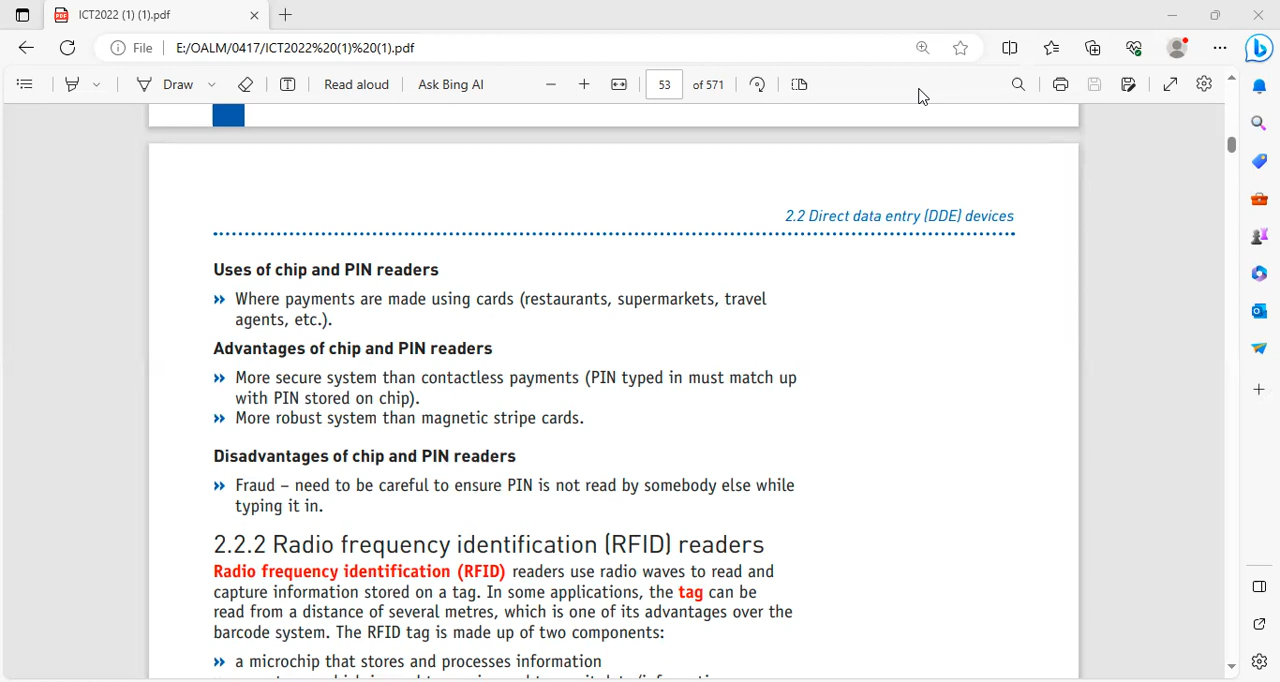 ICT2022 (1) (1).pdf
File E:/OALM/0417/ICT2022%20(1)%20(1).pdf
Draw Read aloud Ask Bing AI 53 of 571
2.2 Direct data entry (DDE) devices
Uses of chip and PIN readers
» Where payments are made using cards (restaurants, supermarkets, travel
agents, etc.).
Advantages of chip and PIN readers
» More secure system than contactless payments (PIN typed in must match up
with PIN stored on chip).
» More robust system than magnetic stripe cards.
Disadvantages of chip and PIN readers
» Fraud – need to be careful to ensure PIN is not read by somebody else while
typing it in.
2.2.2 Radio frequency identification (RFID) readers
Radio frequency identification (RFID) readers use radio waves to read and
capture information stored on a tag. In some applications, the tag can be
read from a distance of several metres, which is one of its advantages over the
barcode system. The RFID tag is made up of two components:
» a microchip that stores and processes information